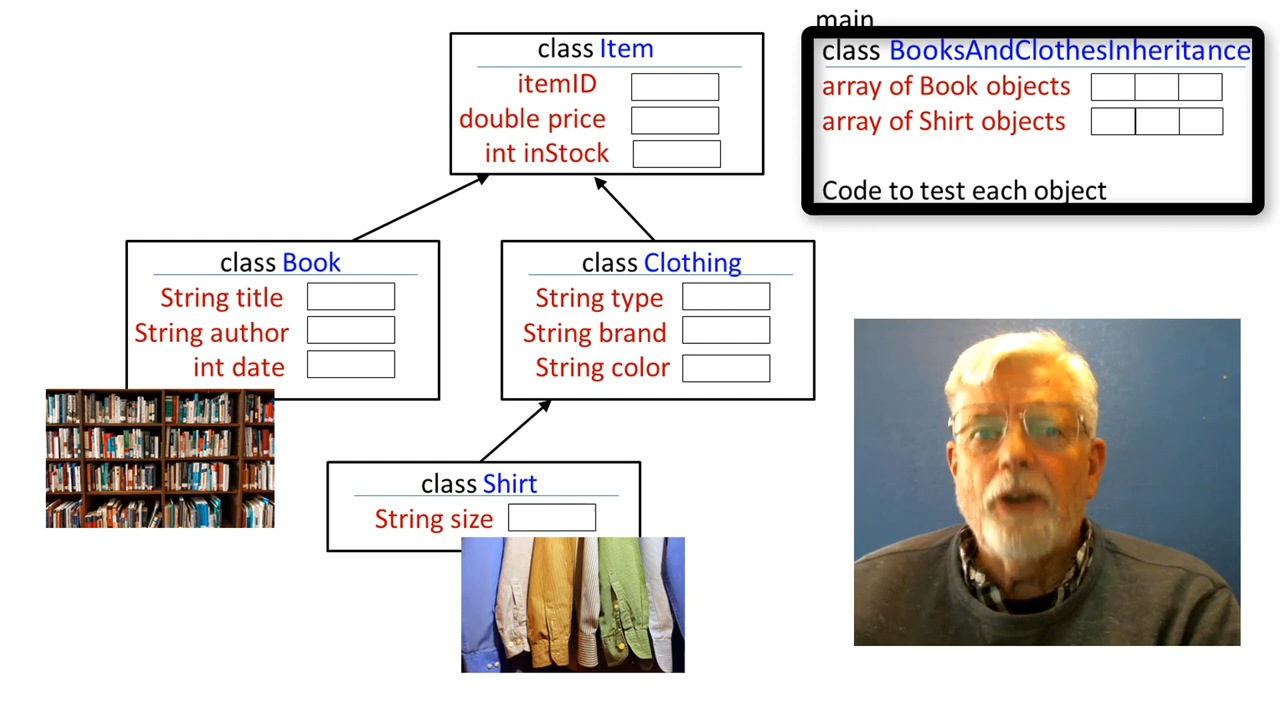 class Item
itemID
double price
int inStock
main
class BooksAndClothesInheritance
array of Book objects
array of Shirt objects
Code to test each object
class Book
String title
String author
int date
class Clothing
String type
String brand
String color
class Shirt
String size